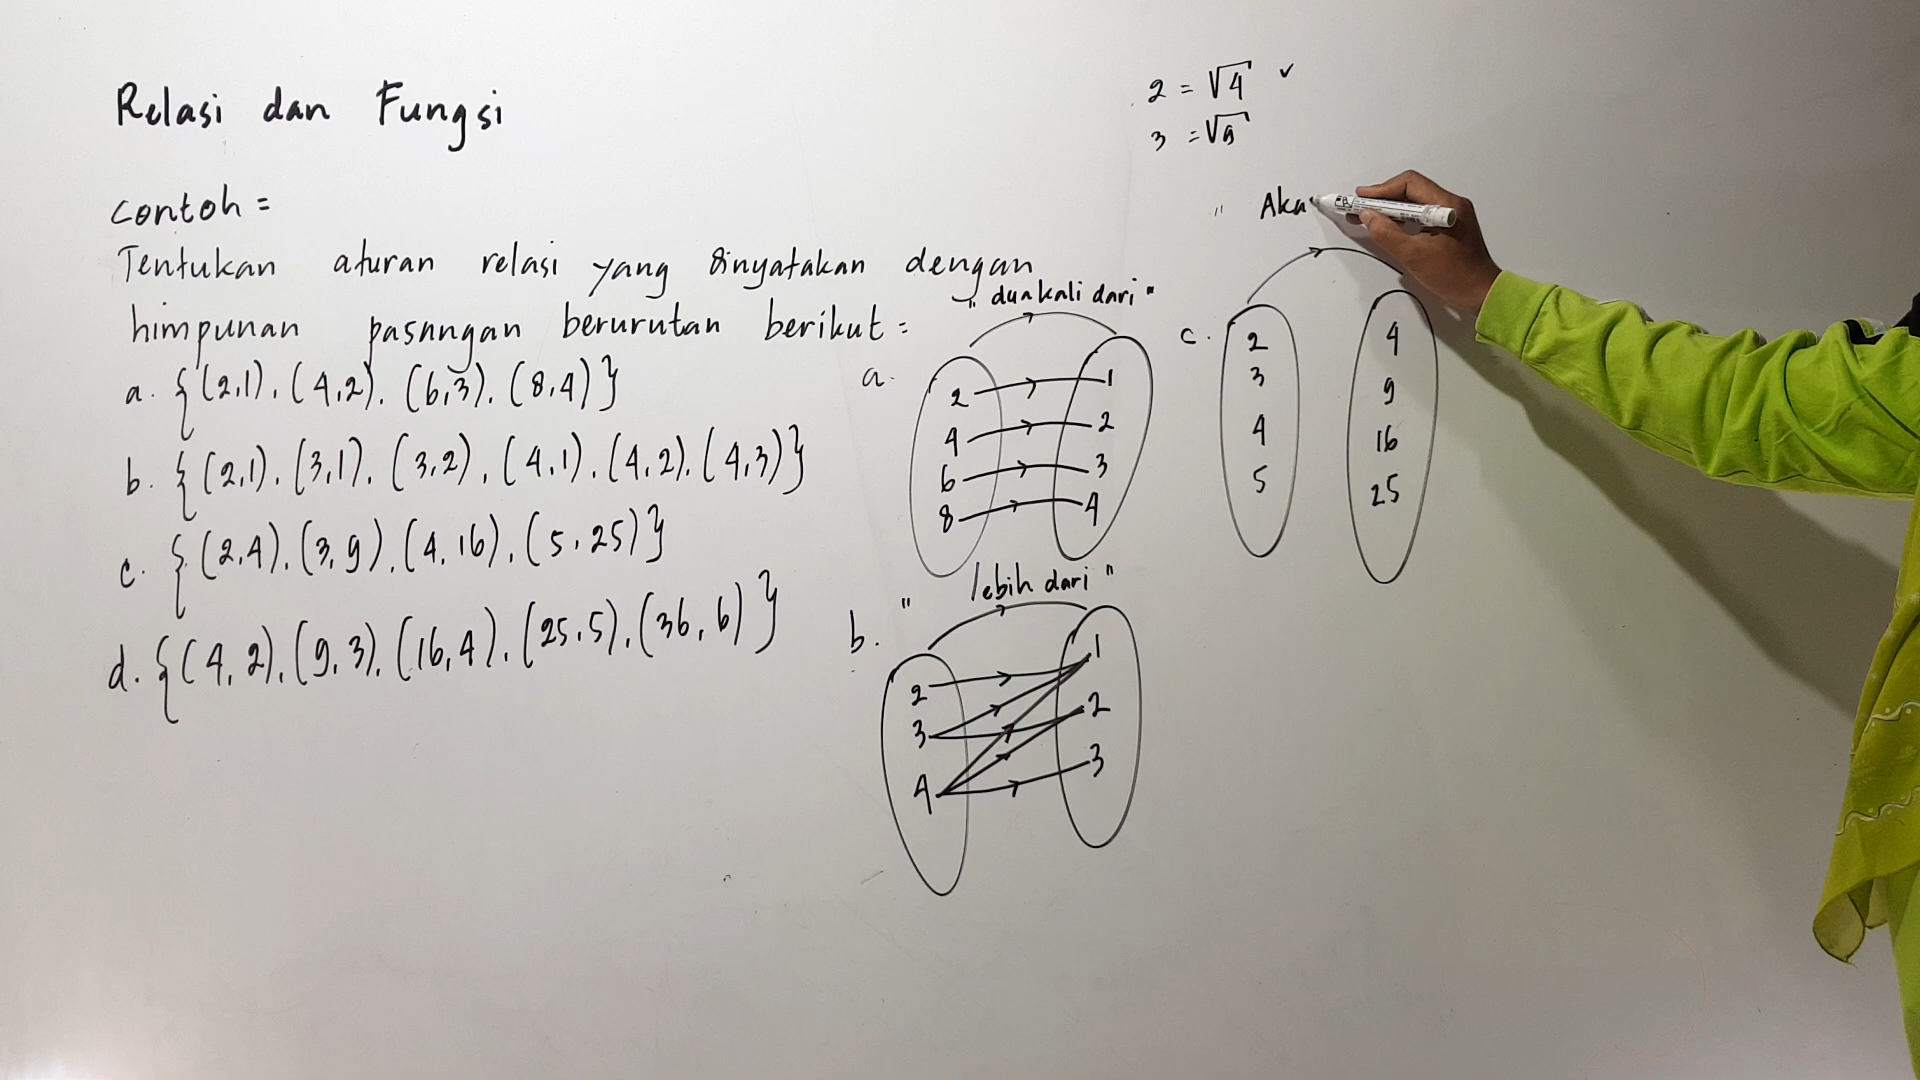 Relasi dan Fungsi
Contoh =
Tentukan aturan relasi yang dinyatakan dengan
himpunan pasangan berurutan berikut =
a. {(2,1), (4,2), (6,3), (8,4)}
b. {(2,1), (3,1), (3,2), (4,1), (4,2), (4,3)}
c. {(2,4), (3,9), (4,16), (5,25)}
d. {(4,2), (9,3), (16,4), (25,5), (36,6)}
"duakali dari"
a.
2 1
4 2
6 3
8 4
"lebih dari"
b.
2 1
3 2
4 3
2 = √4 ✓
3 = √9
" Aka
c.
2 4
3 9
4 16
5 25